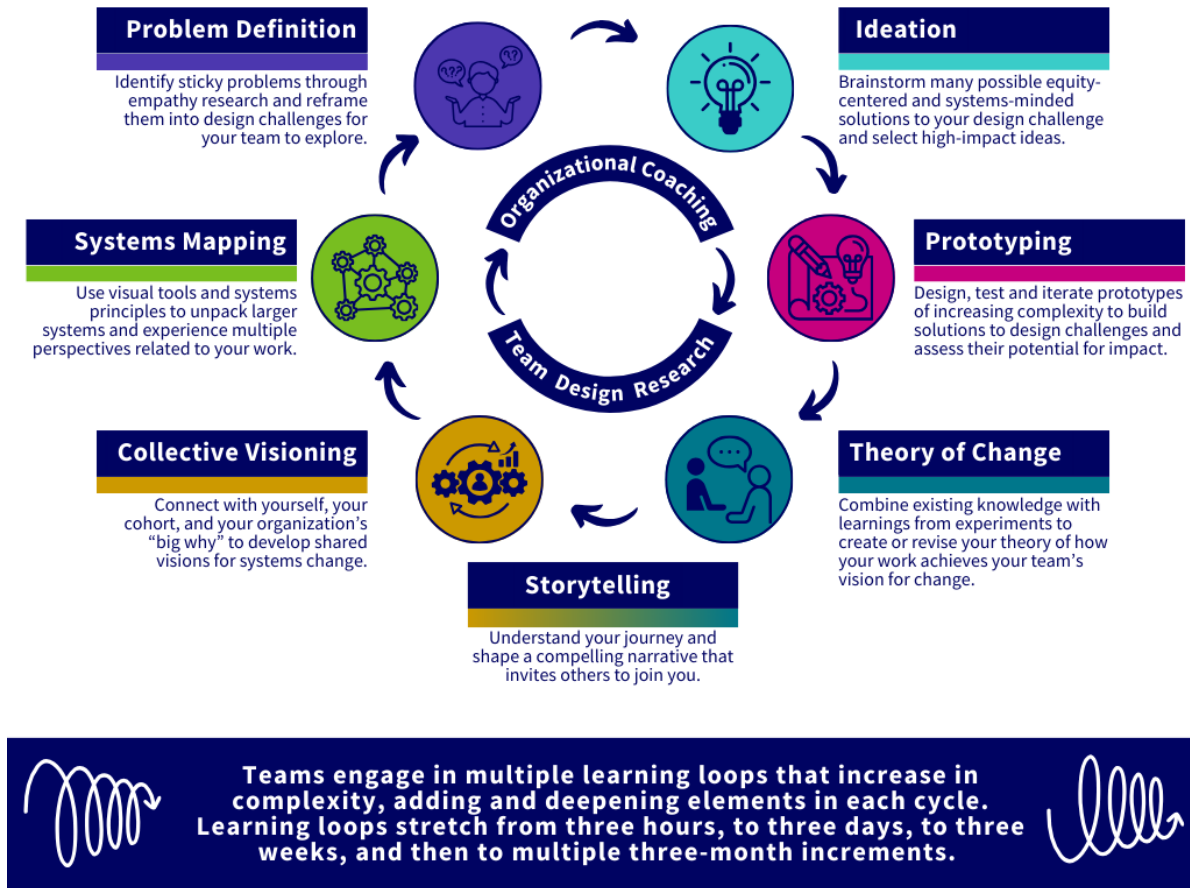 Problem Definition
Identify sticky problems through
empathy research and reframe
them into design challenges for
your team to explore.
???
??
Ideation
Brainstorm many possible equity-
centered and systems-minded
solutions to your design challenge
and select high-impact ideas.
Organizational Coaching
Team Design Research
Systems Mapping
Use visual tools and systems
principles to unpack larger
systems and experience multiple
perspectives related to your work.
Prototyping
Design, test and iterate prototypes
of increasing complexity to build
solutions to design challenges and
assess their potential for impact.
Collective Visioning
Connect with yourself, your
cohort, and your organization’s
“big why” to develop shared
visions for systems change.
Theory of Change
Combine existing knowledge with
learnings from experiments to
create or revise your theory of how
your work achieves your team’s
vision for change.
Storytelling
Understand your journey and
shape a compelling narrative that
invites others to join you.
Teams engage in multiple learning loops that increase in
complexity, adding and deepening elements in each cycle.
Learning loops stretch from three hours, to three days, to three
weeks, and then to multiple three-month increments.